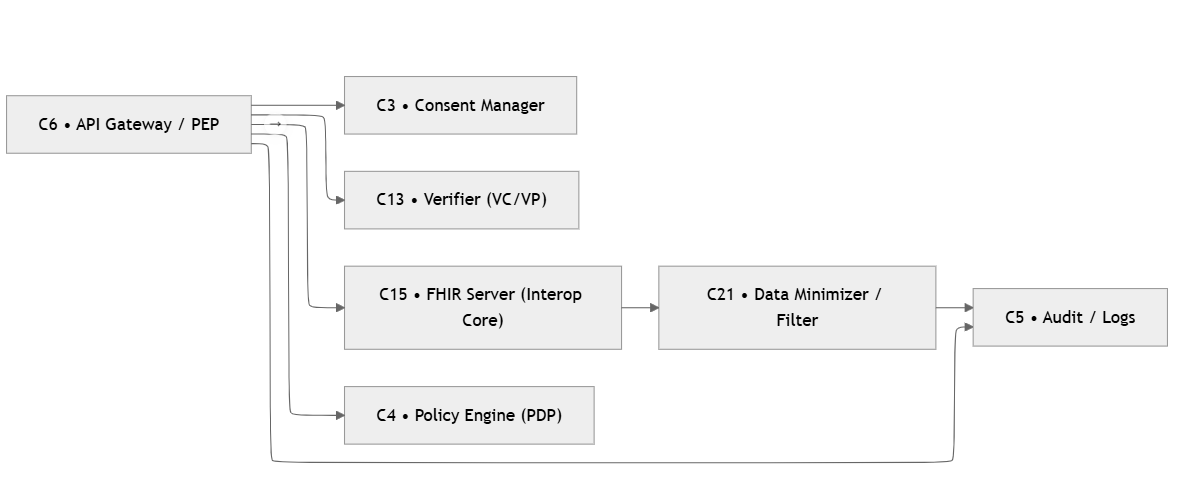 C6 • API Gateway / PEP
C3 • Consent Manager
C13 • Verifier (VC/VP)
C15 • FHIR Server (Interop
Core)
C21 • Data Minimizer /
Filter
C5 • Audit / Logs
C4 • Policy Engine (PDP)